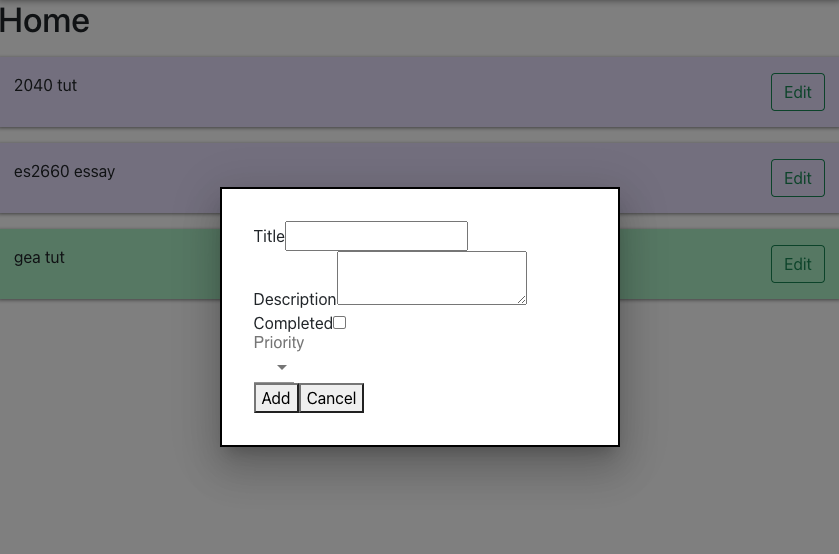 Home
2040 tut
Edit
es2660 essay
Edit
gea tut
Edit
Title
Description
Completed
Priority
Add Cancel